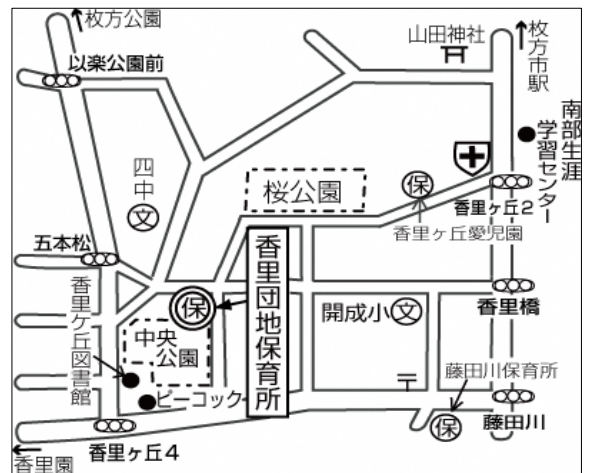 枚方公園
以楽公園前
山田神社
枚方市駅
南部生涯
学習センター
四中
文
桜公園
保
香里ヶ丘2
香里ヶ丘愛児園
五本松
香里団地保育所
保
香里ケ丘図書館
中央
公園
開成小
文
香里橋
〒
藤田川保育所
ピーコック
保
藤田川
香里ヶ丘4
香里園